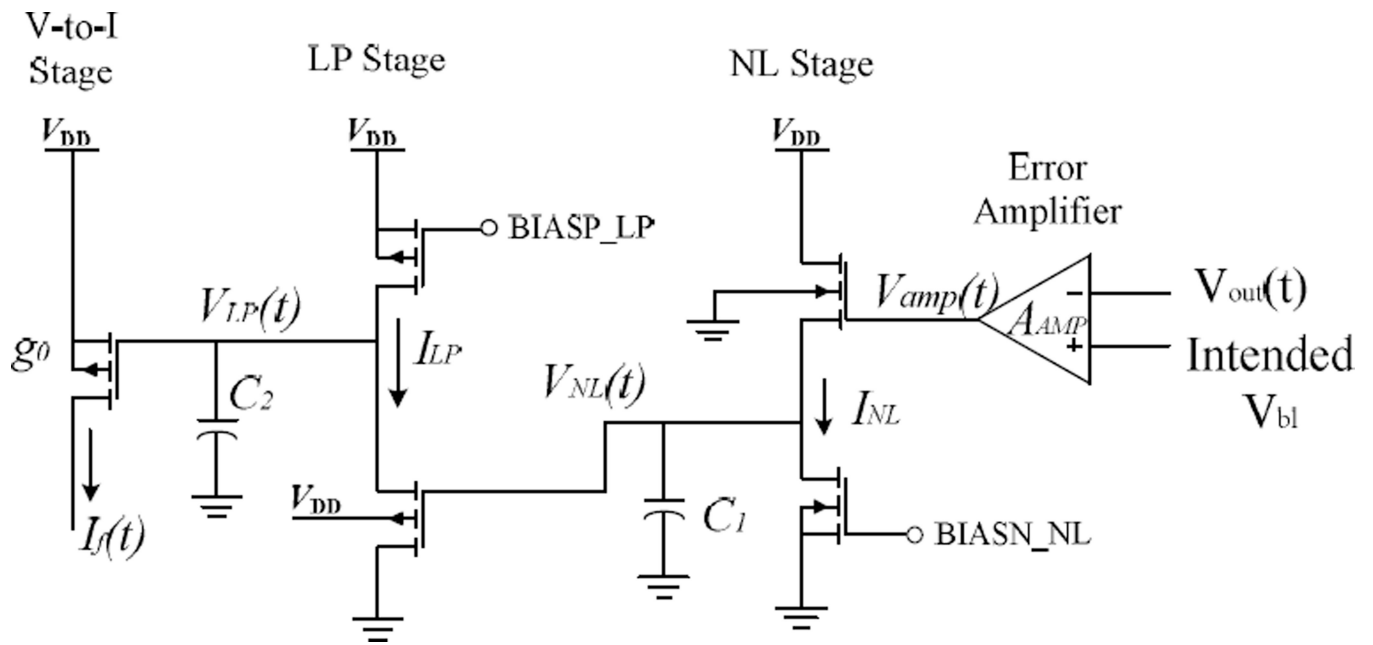 V-to-I
Stage
LP Stage
NL Stage
VDD
VDD
VDD
Error
Amplifier
BIASP_LP
VLP(t)
Vamp(t)
AAMP
−
+
Vout(t)
Intended
Vbl
g0
ILP
C2
VNL(t)
INL
VDD
C1
If(t)
BIASN_NL